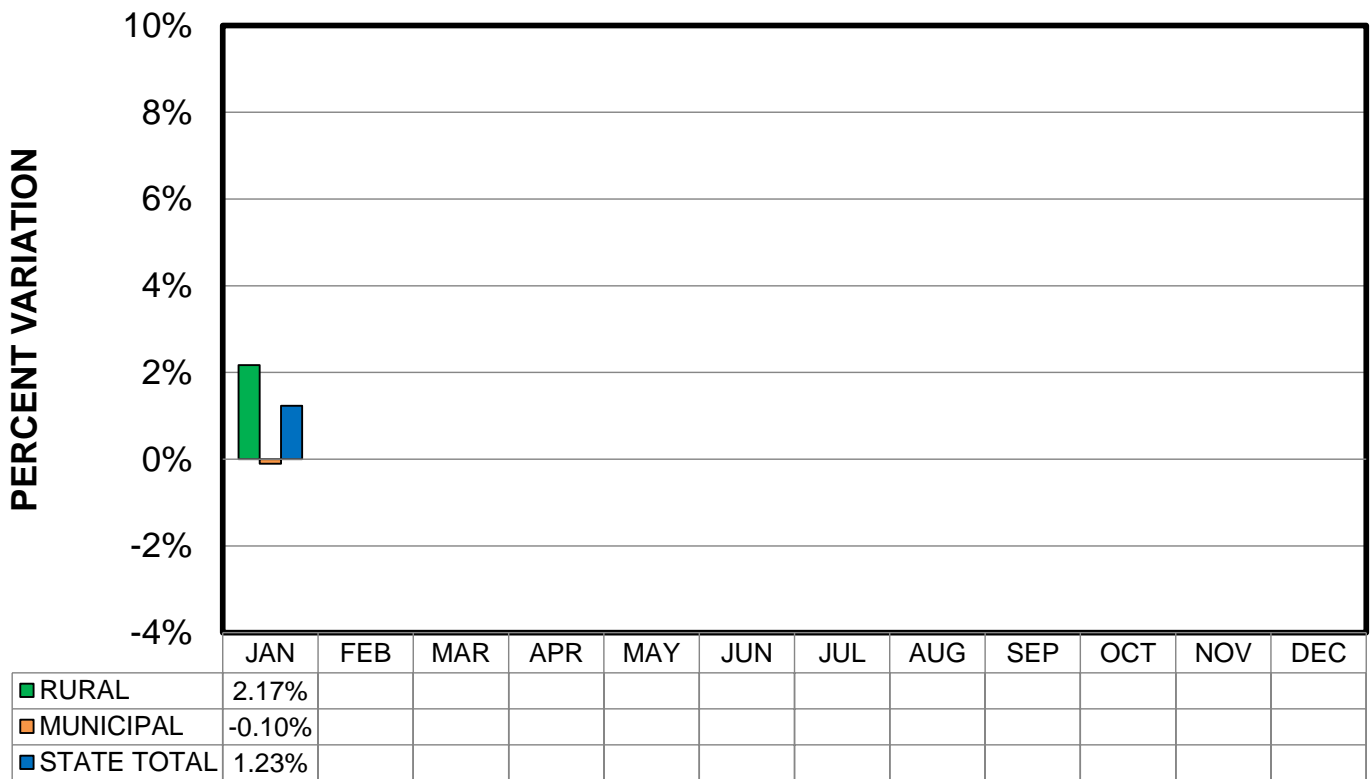 PERCENT VARIATION
10%
8%
6%
4%
2%
0%
-2%
-4%
JAN FEB MAR APR MAY JUN JUL AUG SEP OCT NOV DEC
RURAL 2.17%
MUNICIPAL -0.10%
STATE TOTAL 1.23%